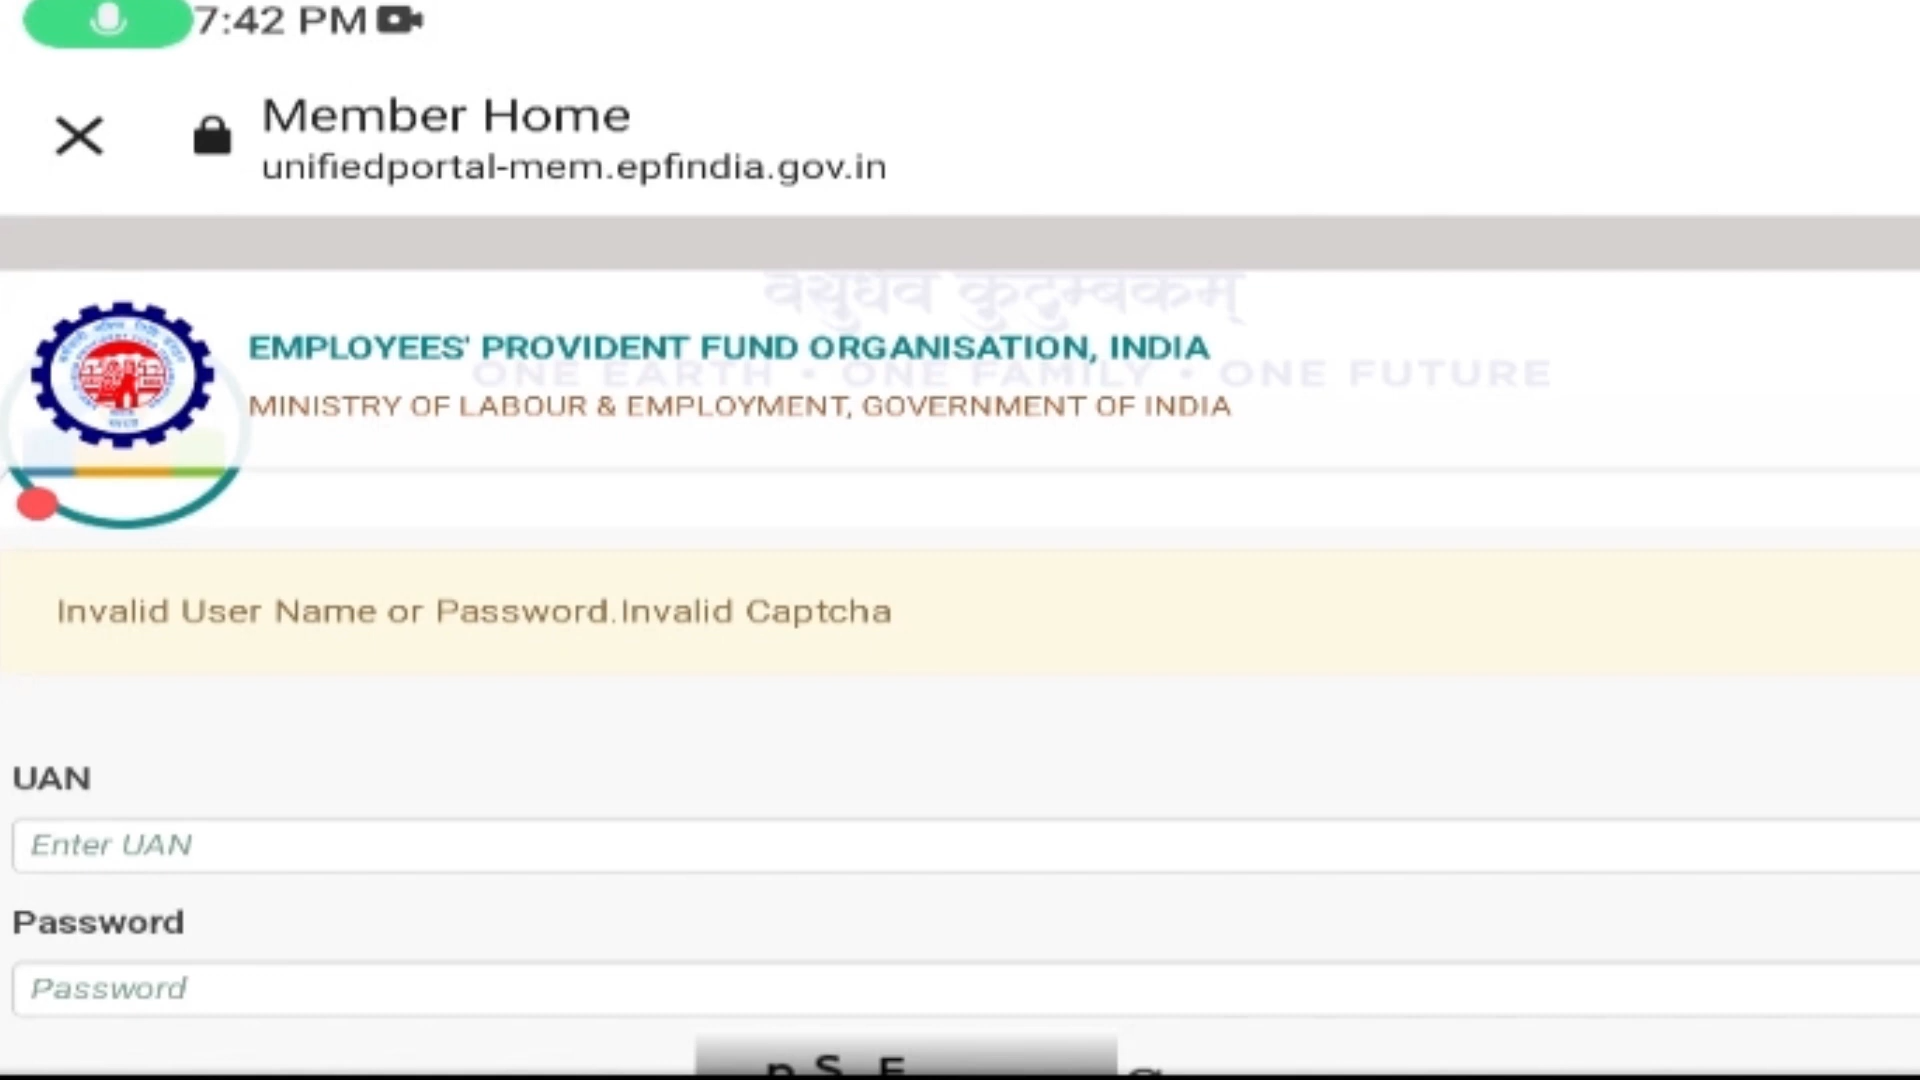 7:42 PM
Member Home
unifiedportal-mem.epfindia.gov.in
वसुधैव कुटुम्बकम्
EMPLOYEES' PROVIDENT FUND ORGANISATION, INDIA
ONE EARTH • ONE FAMILY • ONE FUTURE
MINISTRY OF LABOUR & EMPLOYMENT, GOVERNMENT OF INDIA
Invalid User Name or Password.Invalid Captcha
UAN
Enter UAN
Password
Password